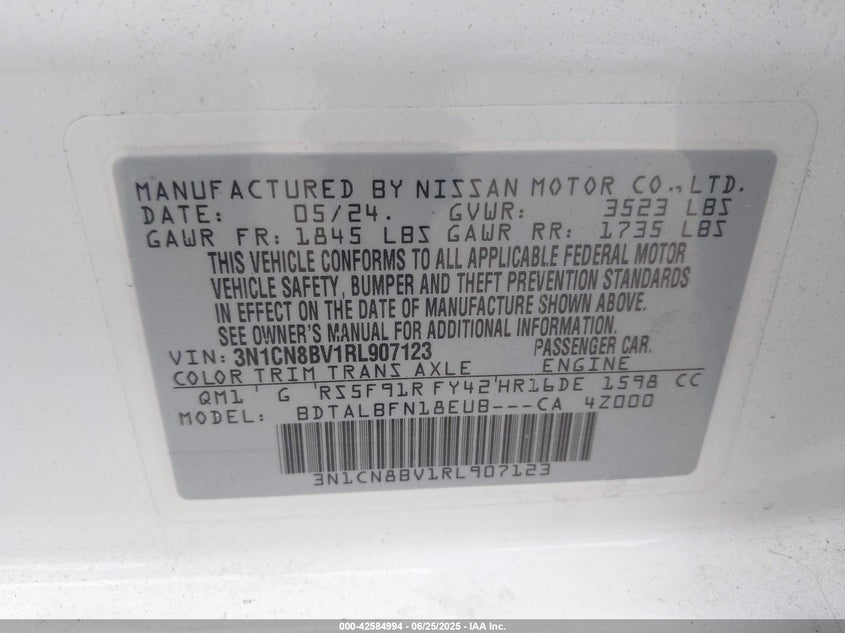 MANUFACTURED BY NISSAN MOTOR CO., LTD.
DATE: 05/24. GVWR: 3523 LBS
GAWR FR: 1845 LBS GAWR RR: 1735 LBS
THIS VEHICLE CONFORMS TO ALL APPLICABLE FEDERAL MOTOR
VEHICLE SAFETY, BUMPER AND THEFT PREVENTION STANDARDS
IN EFFECT ON THE DATE OF MANUFACTURE SHOWN ABOVE.
SEE OWNER'S MANUAL FOR ADDITIONAL INFORMATION.
VIN: 3N1CN8BV1RL907123 PASSENGER CAR.
COLOR TRIM TRANS AXLE ENGINE
QM1 G RS5F91R FY42 HR16DE 1598 CC
MODEL: BDTALBFN18EUB---CA 4Z000
3N1CN8BV1RL907123
000-42584994 - 06/25/2025 - IAA Inc.